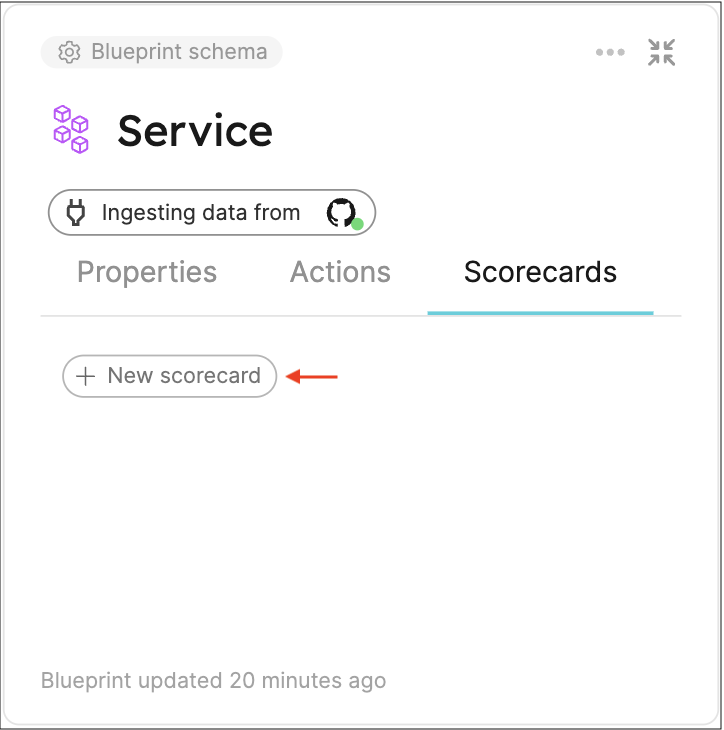 Blueprint schema
Service
Ingesting data from
Properties Actions Scorecards
New scorecard
Blueprint updated 20 minutes ago